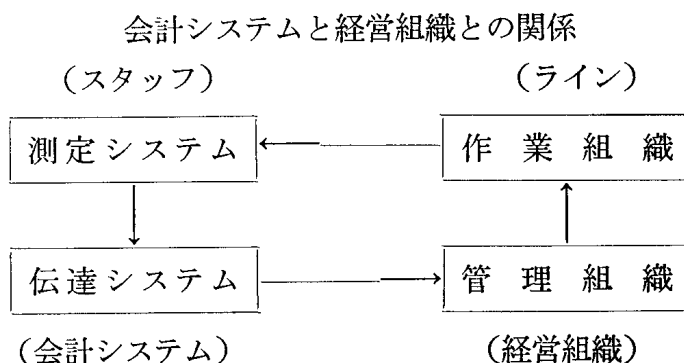 会計システムと経営組織との関係
(スタッフ) (ライン)
測定システム 作業組織
伝達システム 管理組織
(会計システム) (経営組織)